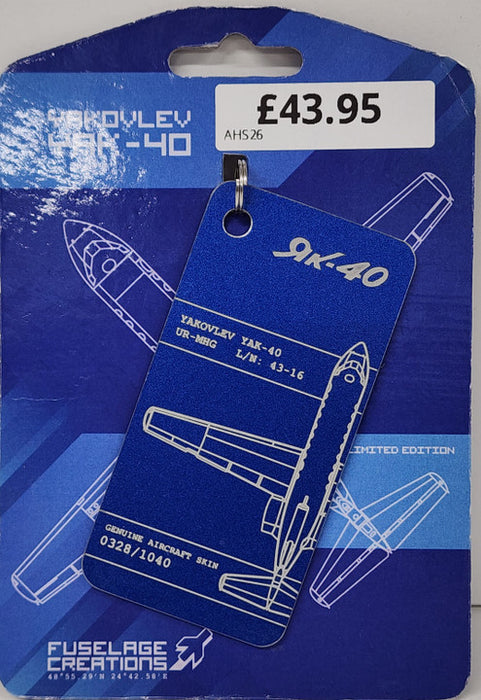 £43.95
AHS26
YAKOVLEV
YAK-40
Як-40
YAKOVLEV YAK-40
UR-MHG L/N: 43-16
LIMITED EDITION
GENUINE AIRCRAFT SKIN
0328/1040
FUSELAGE
CREATIONS
48°55.29'N 24°42.58'E